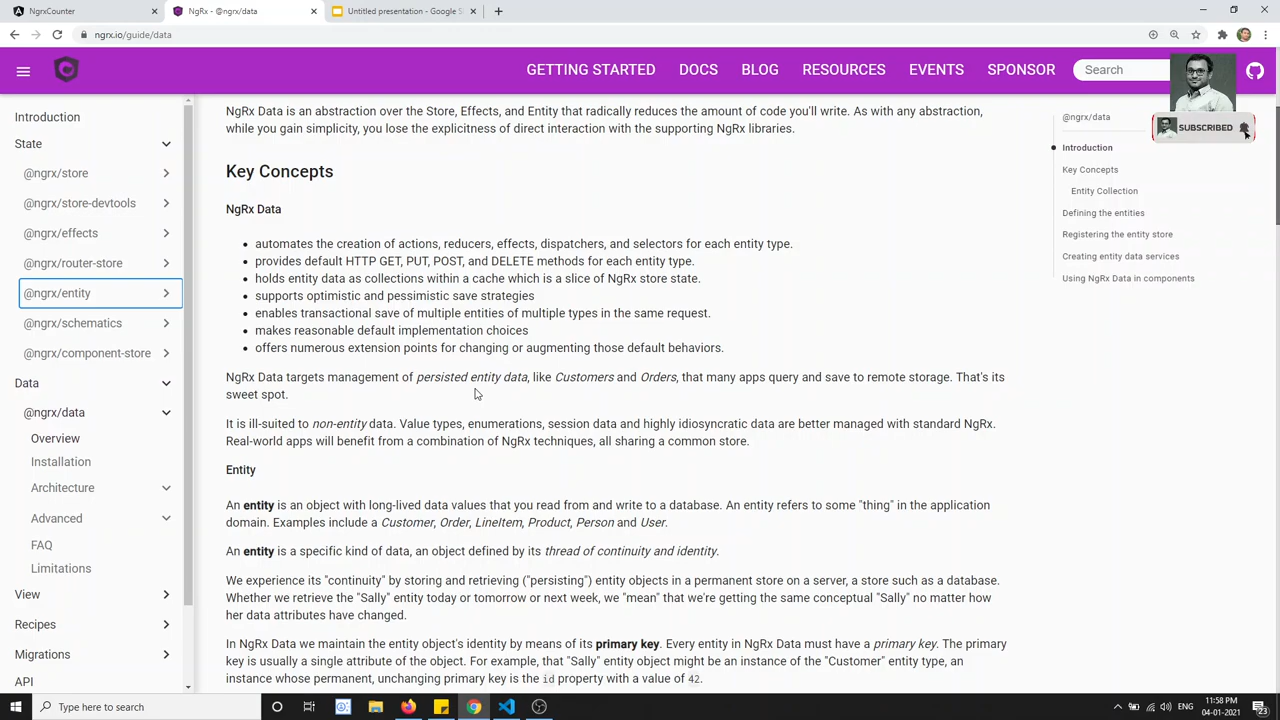 NgrxCounter
NgRx - @ngrx/data
Untitled presentation - Google S
ngrx.io/guide/data
GETTING STARTED
DOCS
BLOG
RESOURCES
EVENTS
SPONSOR
Search
SUBSCRIBED
Introduction
State
@ngrx/store
@ngrx/store-devtools
@ngrx/effects
@ngrx/router-store
@ngrx/entity
@ngrx/schematics
@ngrx/component-store
Data
@ngrx/data
Overview
Installation
Architecture
Advanced
FAQ
Limitations
View
Recipes
Migrations
API
NgRx Data is an abstraction over the Store, Effects, and Entity that radically reduces the amount of code you'll write. As with any abstraction,
while you gain simplicity, you lose the explicitness of direct interaction with the supporting NgRx libraries.
Key Concepts
NgRx Data
• automates the creation of actions, reducers, effects, dispatchers, and selectors for each entity type.
• provides default HTTP GET, PUT, POST, and DELETE methods for each entity type.
• holds entity data as collections within a cache which is a slice of NgRx store state.
• supports optimistic and pessimistic save strategies
• enables transactional save of multiple entities of multiple types in the same request.
• makes reasonable default implementation choices
• offers numerous extension points for changing or augmenting those default behaviors.
NgRx Data targets management of persisted entity data, like Customers and Orders, that many apps query and save to remote storage. That's its
sweet spot.
It is ill-suited to non-entity data. Value types, enumerations, session data and highly idiosyncratic data are better managed with standard NgRx.
Real-world apps will benefit from a combination of NgRx techniques, all sharing a common store.
Entity
An entity is an object with long-lived data values that you read from and write to a database. An entity refers to some "thing" in the application
domain. Examples include a Customer, Order, LineItem, Product, Person and User.
An entity is a specific kind of data, an object defined by its thread of continuity and identity.
We experience its "continuity" by storing and retrieving ("persisting") entity objects in a permanent store on a server, a store such as a database.
Whether we retrieve the "Sally" entity today or tomorrow or next week, we "mean" that we're getting the same conceptual "Sally" no matter how
her data attributes have changed.
In NgRx Data we maintain the entity object's identity by means of its primary key. Every entity in NgRx Data must have a primary key. The primary
key is usually a single attribute of the object. For example, that "Sally" entity object might be an instance of the "Customer" entity type, an
instance whose permanent, unchanging primary key is the id property with a value of 42.
@ngrx/data
Introduction
Key Concepts
Entity Collection
Defining the entities
Registering the entity store
Creating entity data services
Using NgRx Data in components
Type here to search
ENG
11:58 PM
04-01-2021
23